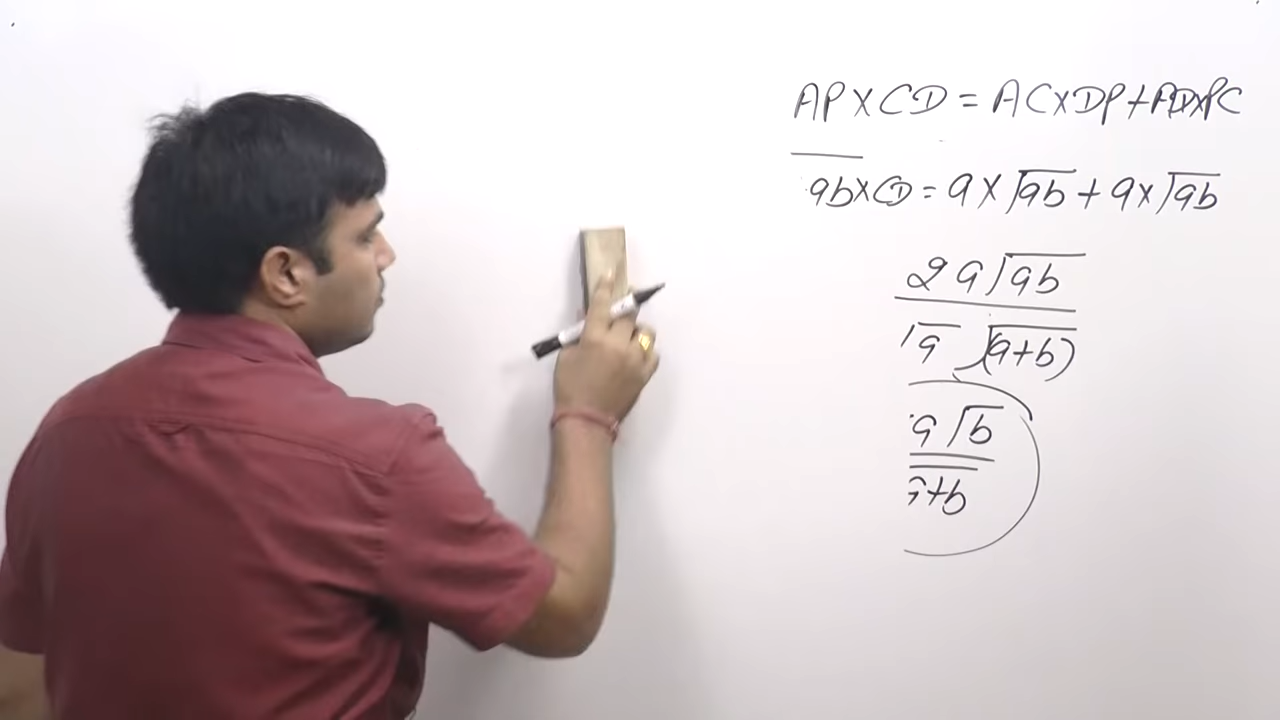 AP X CD = AC X DP + AD X PC
ab X CD = a X √ab + a X √ab
2a√ab
√a √(a+b)
a√b
a+b